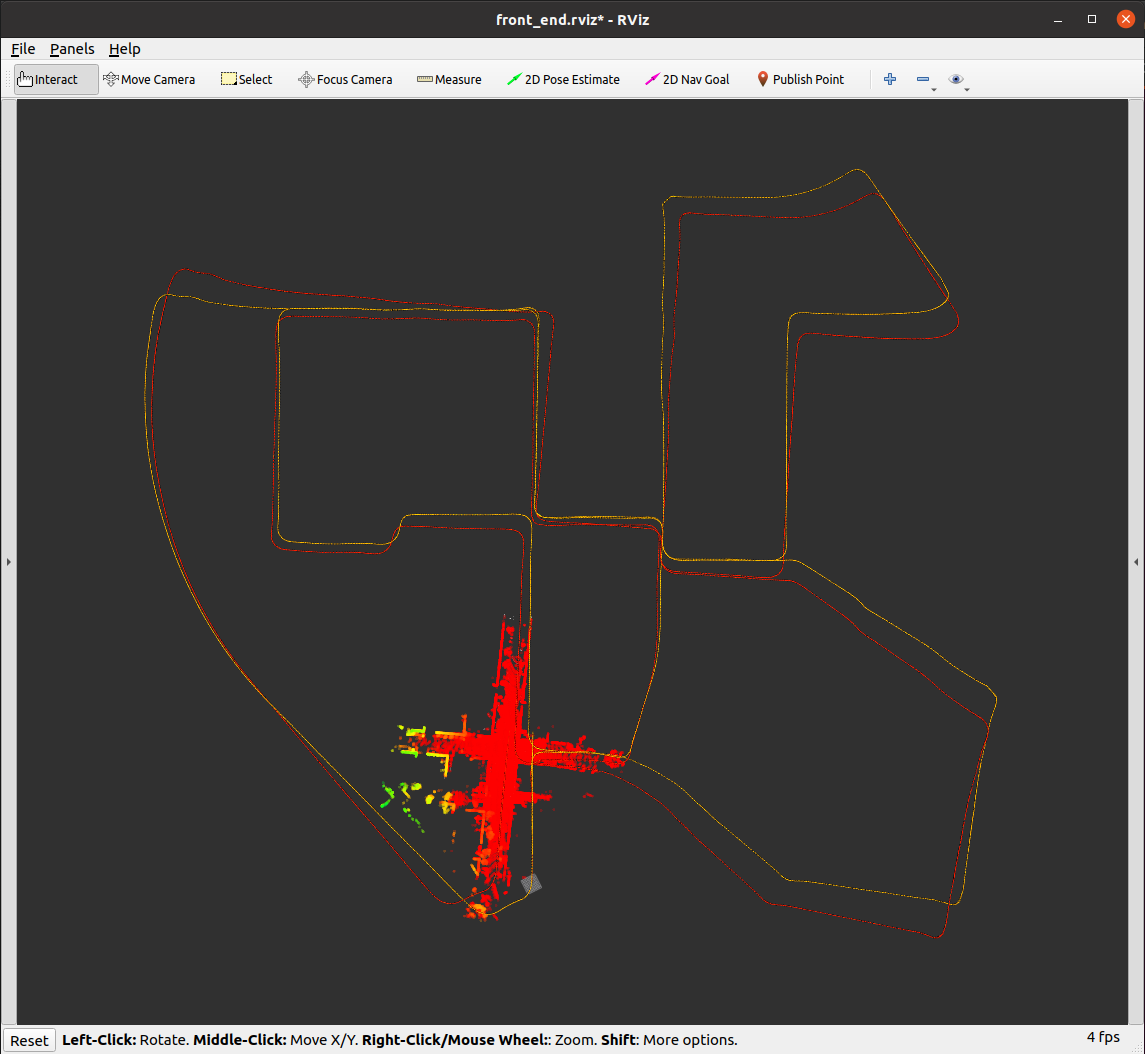 front_end.rviz* - RViz
File Panels Help
Interact Move Camera Select Focus Camera Measure 2D Pose Estimate 2D Nav Goal Publish Point
Reset Left-Click: Rotate. Middle-Click: Move X/Y. Right-Click/Mouse Wheel:: Zoom. Shift: More options. 4 fps